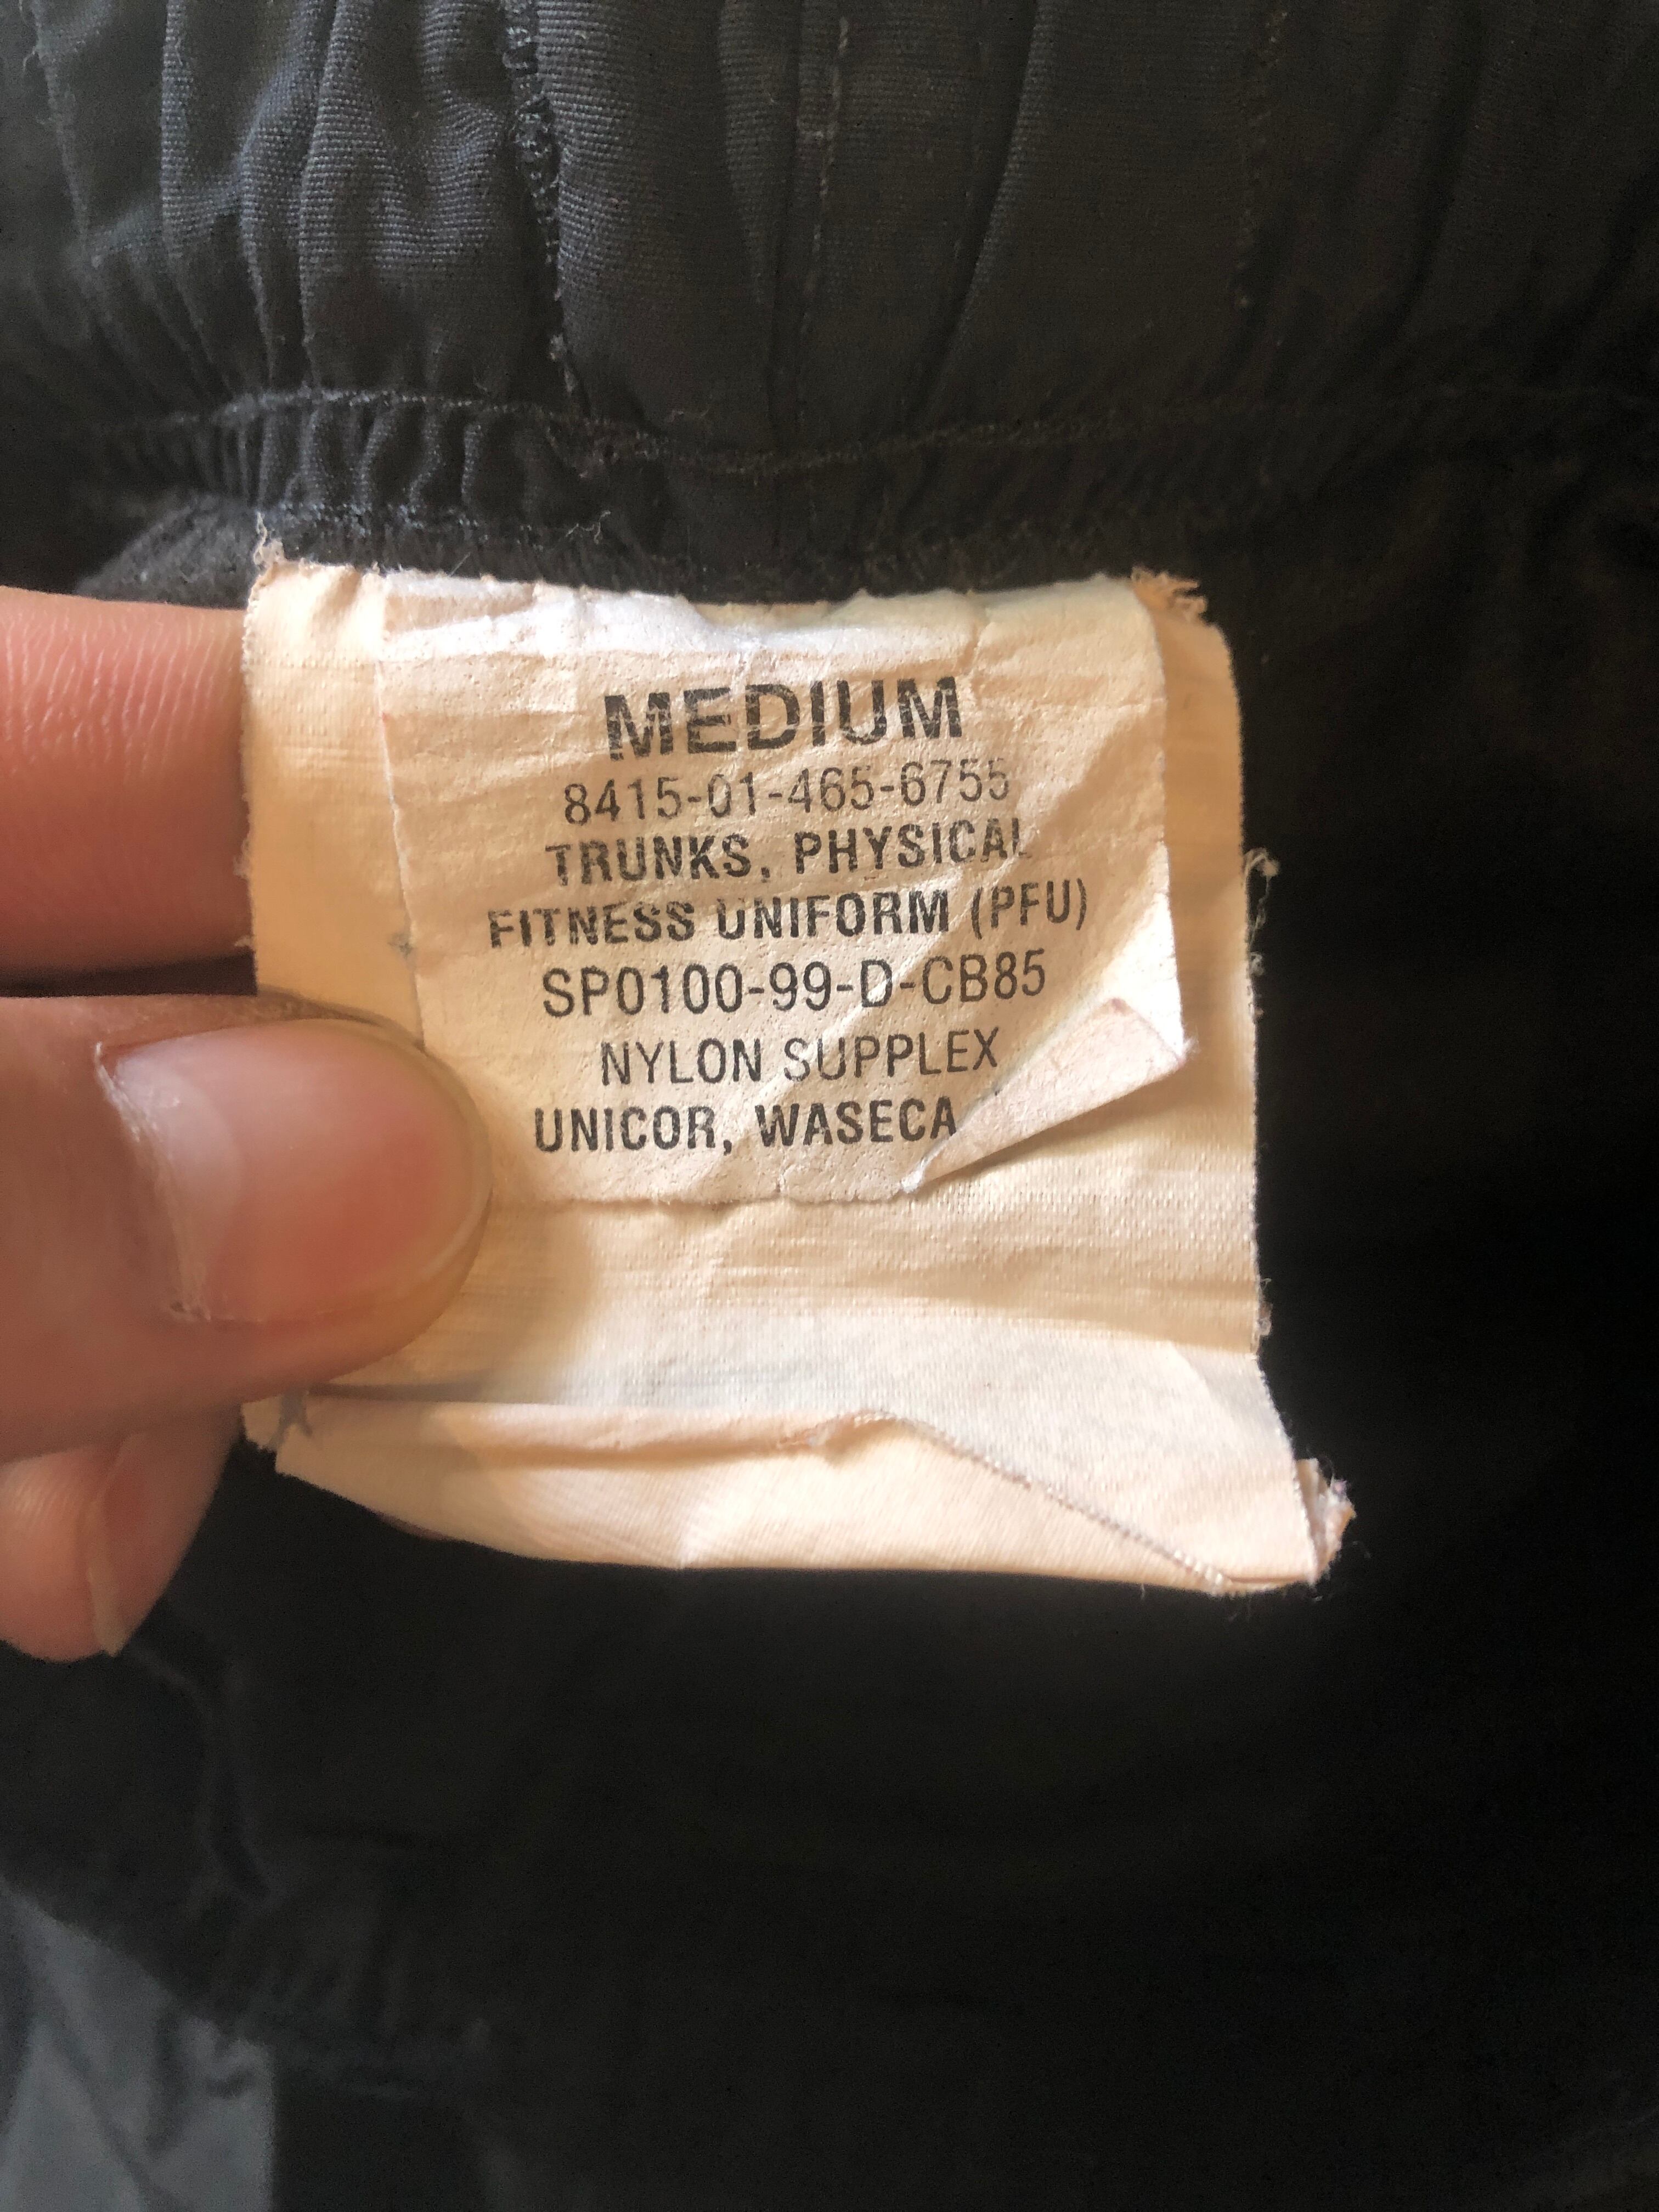 MEDIUM
8415-01-465-6755
TRUNKS, PHYSICAL
FITNESS UNIFORM (PFU)
SP0100-99-D-CB85
NYLON SUPPLEX
UNICOR, WASECA